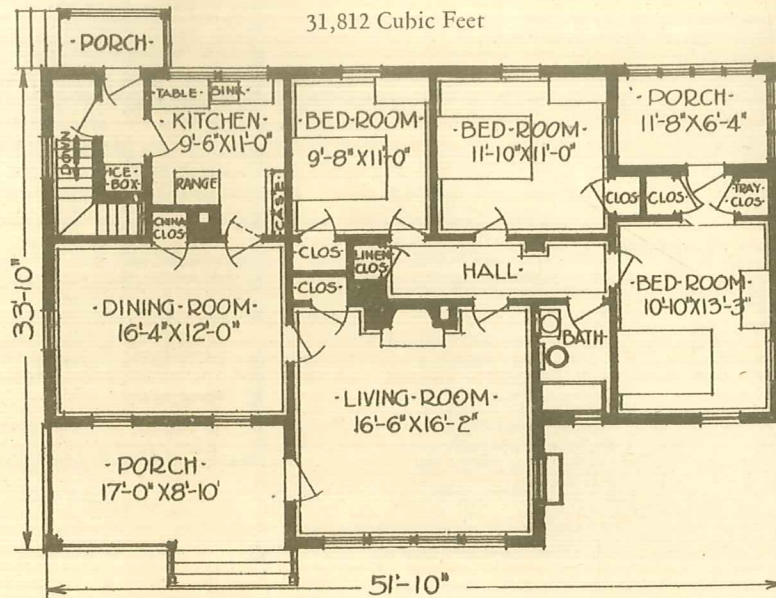 31,812 Cubic Feet
·PORCH·
TABLE·
SINK
KITCHEN·
9'-6"X11'-0"
·BED-ROOM·
9'-8"X11'-0"
·BED-ROOM·
11'-10"X11'-0"
·PORCH·
11'-8"X6'-4"
DOWN
ICE-
BOX
RANGE
CASE
CHINA
CLOS·
CLOS·
CLOS·
TRAY·
CLOS·
CLOS·
LINEN
CLOS
HALL·
CLOS·
·DINING-ROOM·
16'-4"X12'-0"
·BED-ROOM·
10'-10"X13'-3"
BATH·
·LIVING-ROOM·
16'-6"X16'-2"
·PORCH·
17'-0"X8'-10'
33'-10"
51'-10"